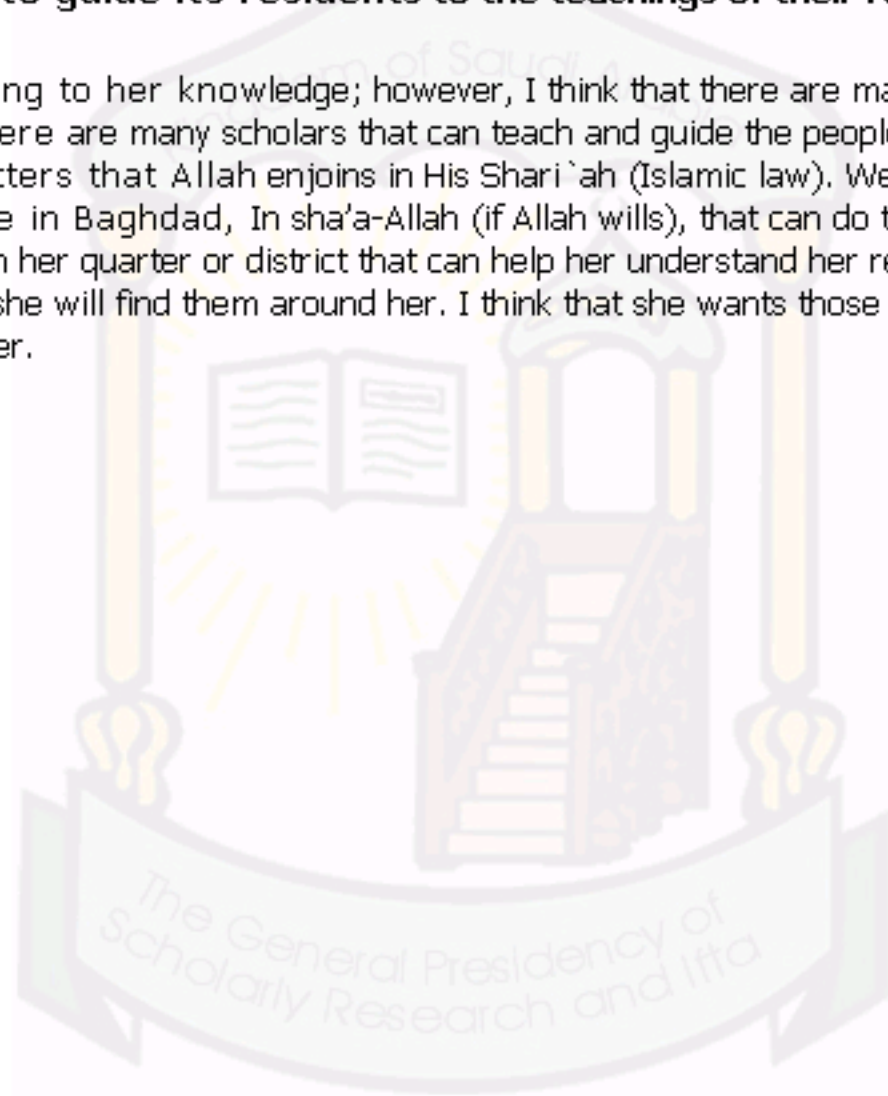 to guide its residents to the teachings of their
ng to her knowledge; however, I think that there are ma
ere are many scholars that can teach and guide the peopl
tters that Allah enjoins in His Shari`ah (Islamic law). We
e in Baghdad, In sha'a-Allah (if Allah wills), that can do t
n her quarter or district that can help her understand her re
she will find them around her. I think that she wants those
er.
Kingdom of Saudi Arabia
The General Presidency of
Scholarly Research and Ifta